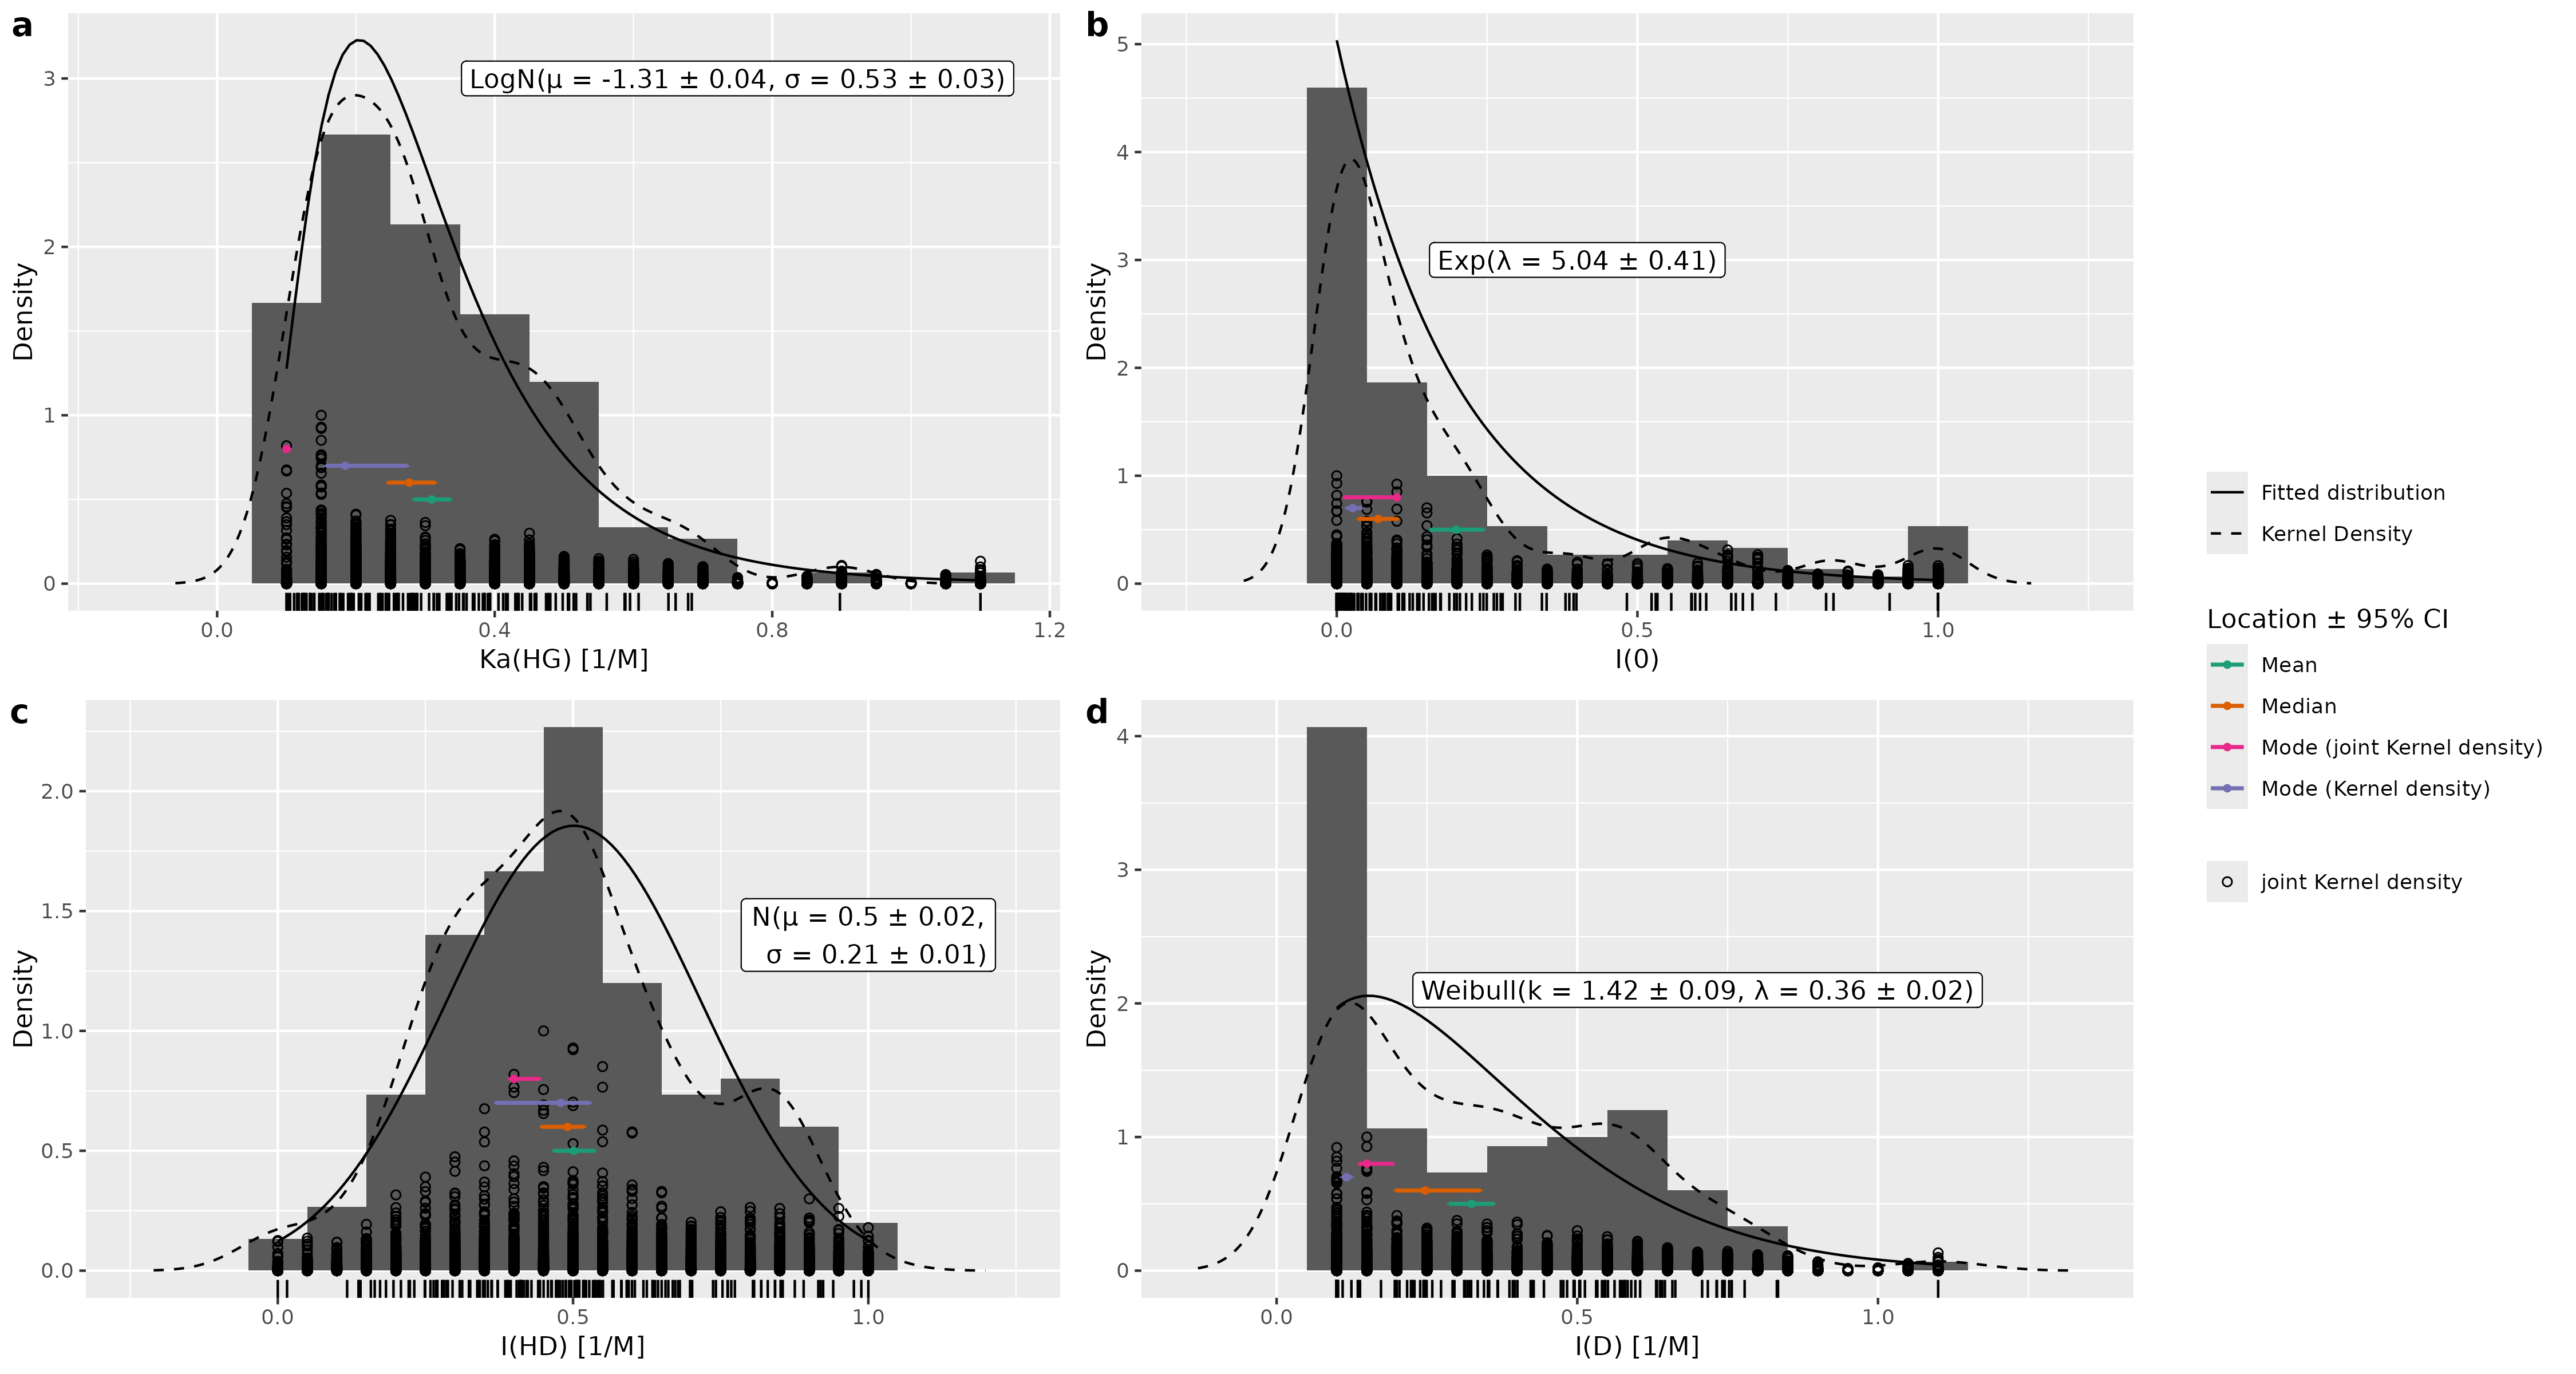 a
LogN(μ = -1.31 ± 0.04, σ = 0.53 ± 0.03)
Density
3
2
1
0
0.0
0.4
0.8
1.2
Ka(HG) [1/M]
b
Exp(λ = 5.04 ± 0.41)
Density
5
4
3
2
1
0
0.0
0.5
1.0
I(0)
c
N(μ = 0.5 ± 0.02,
σ = 0.21 ± 0.01)
Density
2.0
1.5
1.0
0.5
0.0
0.0
0.5
1.0
I(HD) [1/M]
d
Weibull(k = 1.42 ± 0.09, λ = 0.36 ± 0.02)
Density
4
3
2
1
0
0.0
0.5
1.0
I(D) [1/M]
Fitted distribution
Kernel Density
Location ± 95% CI
Mean
Median
Mode (joint Kernel density)
Mode (Kernel density)
joint Kernel density